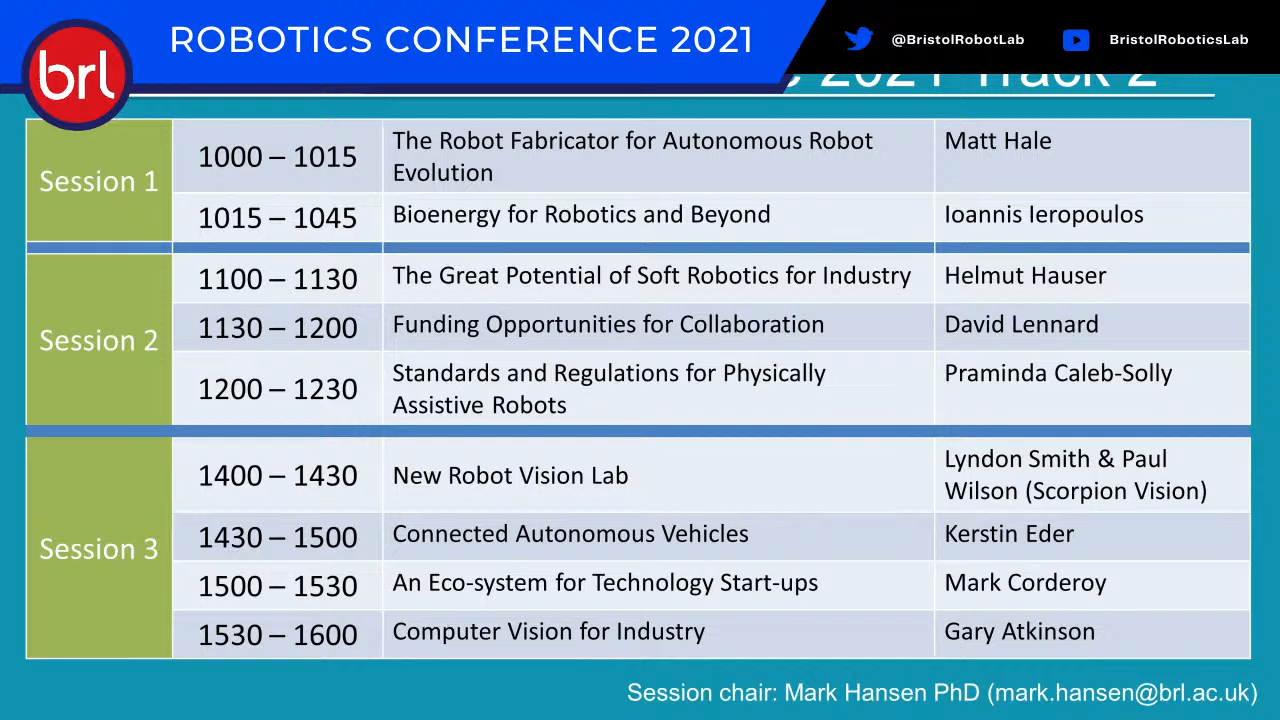 ROBOTICS CONFERENCE 2021
@BristolRobotLab
BristolRoboticsLab
brl
2021 Track 2
Session 1
1000 – 1015
The Robot Fabricator for Autonomous Robot
Evolution
Matt Hale
1015 – 1045
Bioenergy for Robotics and Beyond
Ioannis Ieropoulos
Session 2
1100 – 1130
The Great Potential of Soft Robotics for Industry
Helmut Hauser
1130 – 1200
Funding Opportunities for Collaboration
David Lennard
1200 – 1230
Standards and Regulations for Physically
Assistive Robots
Praminda Caleb-Solly
Session 3
1400 – 1430
New Robot Vision Lab
Lyndon Smith & Paul
Wilson (Scorpion Vision)
1430 – 1500
Connected Autonomous Vehicles
Kerstin Eder
1500 – 1530
An Eco-system for Technology Start-ups
Mark Corderoy
1530 – 1600
Computer Vision for Industry
Gary Atkinson
Session chair: Mark Hansen PhD (mark.hansen@brl.ac.uk)